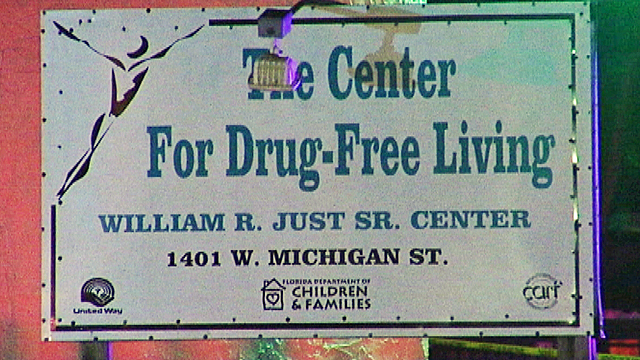 The Center
For Drug-Free Living
WILLIAM R. JUST SR. CENTER
1401 W. MICHIGAN ST.
United Way
FLORIDA DEPARTMENT OF
CHILDREN
& FAMILIES
carf